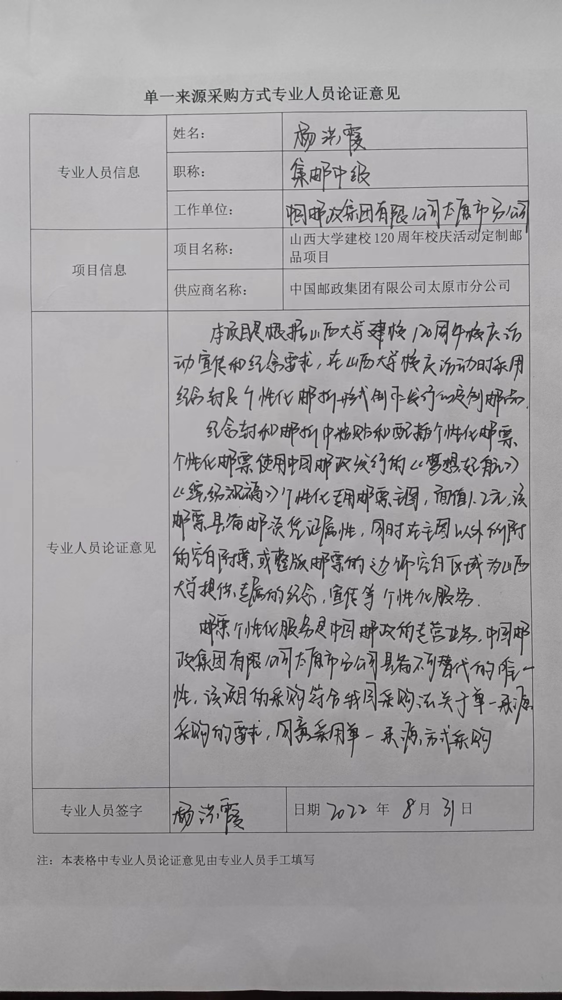 单一来源采购方式专业人员论证意见
专业人员信息
姓名：
杨洪霞
职称：
集邮中级
工作单位：
中国邮政集团有限公司太原市分公司
项目信息
项目名称：
山西大学建校120周年校庆活动定制邮
品项目
供应商名称：
中国邮政集团有限公司太原市分公司
专业人员论证意见
本项目是根据山西大学建校120周年校庆活
动宣传和纪念要求，在山西大学校庆活动时采用
纪念封及个性化邮折形式制作发行的定制邮品.
纪念封和邮折中粘贴和配插个性化邮票、
个性化邮票使用中国邮政发行的《梦想起航》
《缤纷祝福》个性化专用邮票主图，面值1.2元，该
邮票具备邮资凭证属性，同时在主图以外所附
的空白附票、或整版邮票的边饰空白区域为山西
大学提供专属的纪念，宣传等个性化服务.
邮票个性化服务是中国邮政的专营业务，中国邮
政集团有限公司太原市分公司具备不可替代的唯一
性，该项目的采购符合我国采购法关于单一来源
采购的要求，同意采用单一来源方式采购
专业人员签字
杨洪霞
日期 2022 年 8月 31日
注：本表格中专业人员论证意见由专业人员手工填写